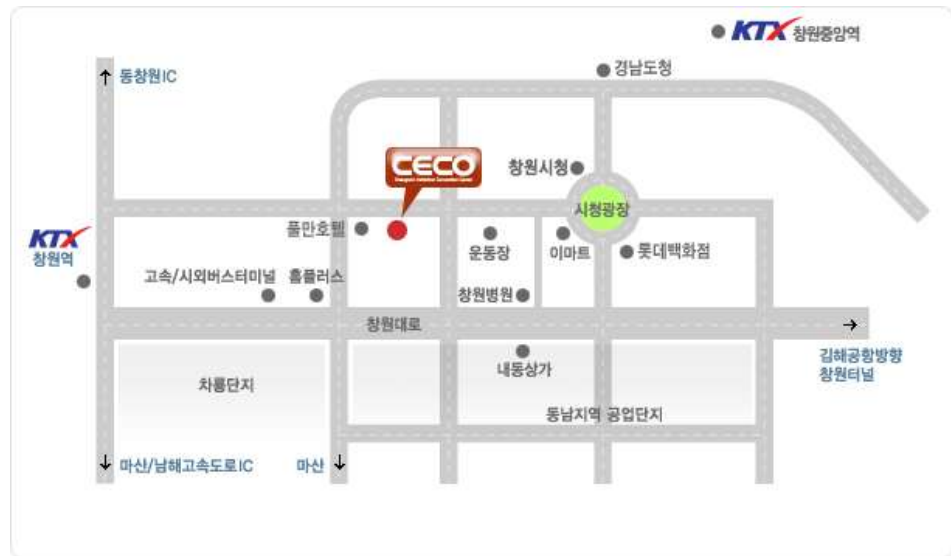 KTX 창원중앙역
경남도청
동창원IC
CECO
창원시청
시청광장
풀만호텔
운동장
이마트
롯데백화점
KTX
창원역
고속/시외버스터미널
홈플러스
창원병원
창원대로
내동상가
김해공항방향
창원터널
차룡단지
동남지역 공업단지
마산/남해고속도로IC
마산